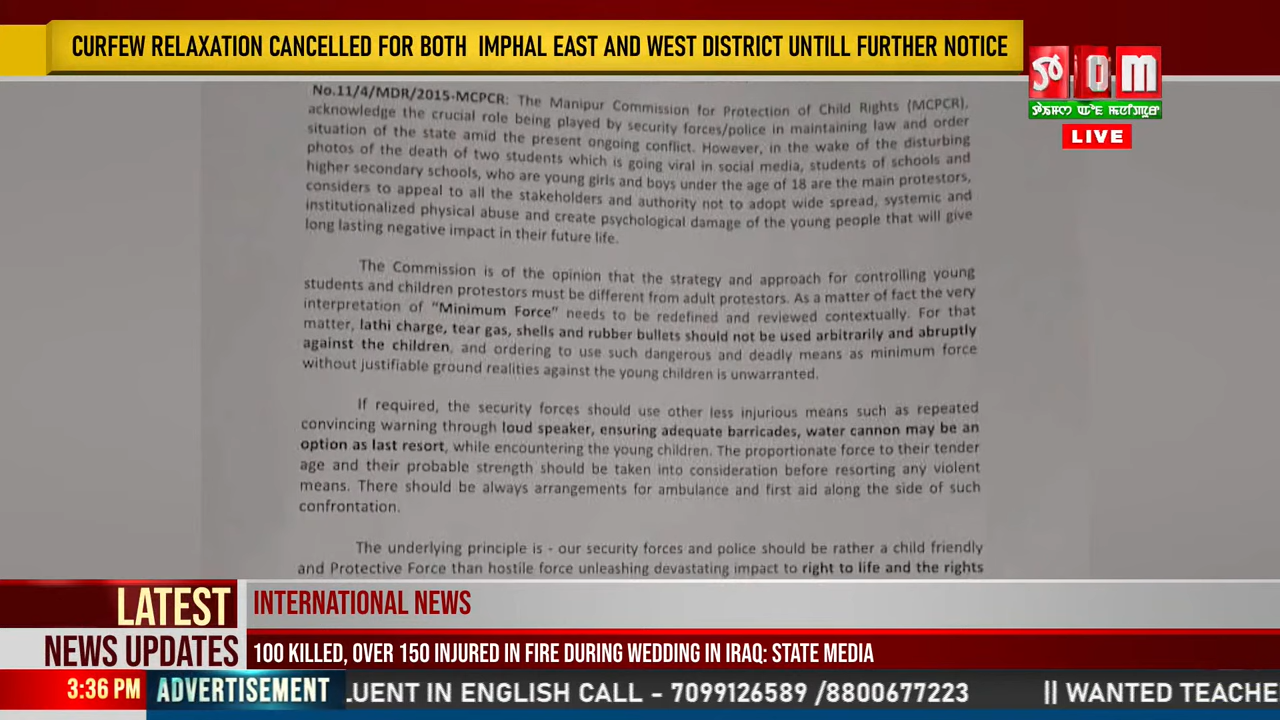 CURFEW RELAXATION CANCELLED FOR BOTH IMPHAL EAST AND WEST DISTRICT UNTILL FURTHER NOTICE
IOM
LIVE
No.11/4/MDR/2015-MCPCR: The Manipur Commission for Protection of Child Rights (MCPCR),
acknowledge the crucial role being played by security forces/police in maintaining law and order
situation of the state amid the present ongoing conflict. However, in the wake of the disturbing
photos of the death of two students which is going viral in social media, students of schools and
higher secondary schools, who are young girls and boys under the age of 18 are the main protestors,
considers to appeal to all the stakeholders and authority not to adopt wide spread, systemic and
institutionalized physical abuse and create psychological damage of the young people that will give
long lasting negative impact in their future life.
The Commission is of the opinion that the strategy and approach for controlling young
students and children protestors must be different from adult protestors. As a matter of fact the very
interpretation of "Minimum Force" needs to be redefined and reviewed contextually. For that
matter, lathi charge, tear gas, shells and rubber bullets should not be used arbitrarily and abruptly
against the children, and ordering to use such dangerous and deadly means as minimum force
without justifiable ground realities against the young children is unwarranted.
If required, the security forces should use other less injurious means such as repeated
convincing warning through loud speaker, ensuring adequate barricades, water cannon may be an
option as last resort, while encountering the young children. The proportionate force to their tender
age and their probable strength should be taken into consideration before resorting any violent
means. There should be always arrangements for ambulance and first aid along the side of such
confrontation.
The underlying principle is - our security forces and police should be rather a child friendly
and Protective Force than hostile force unleashing devastating impact to right to life and the rights
LATEST
NEWS UPDATES
INTERNATIONAL NEWS
100 KILLED, OVER 150 INJURED IN FIRE DURING WEDDING IN IRAQ: STATE MEDIA
3:36 PM
ADVERTISEMENT
LUENT IN ENGLISH CALL - 7099126589 /8800677223 || WANTED TEACHE